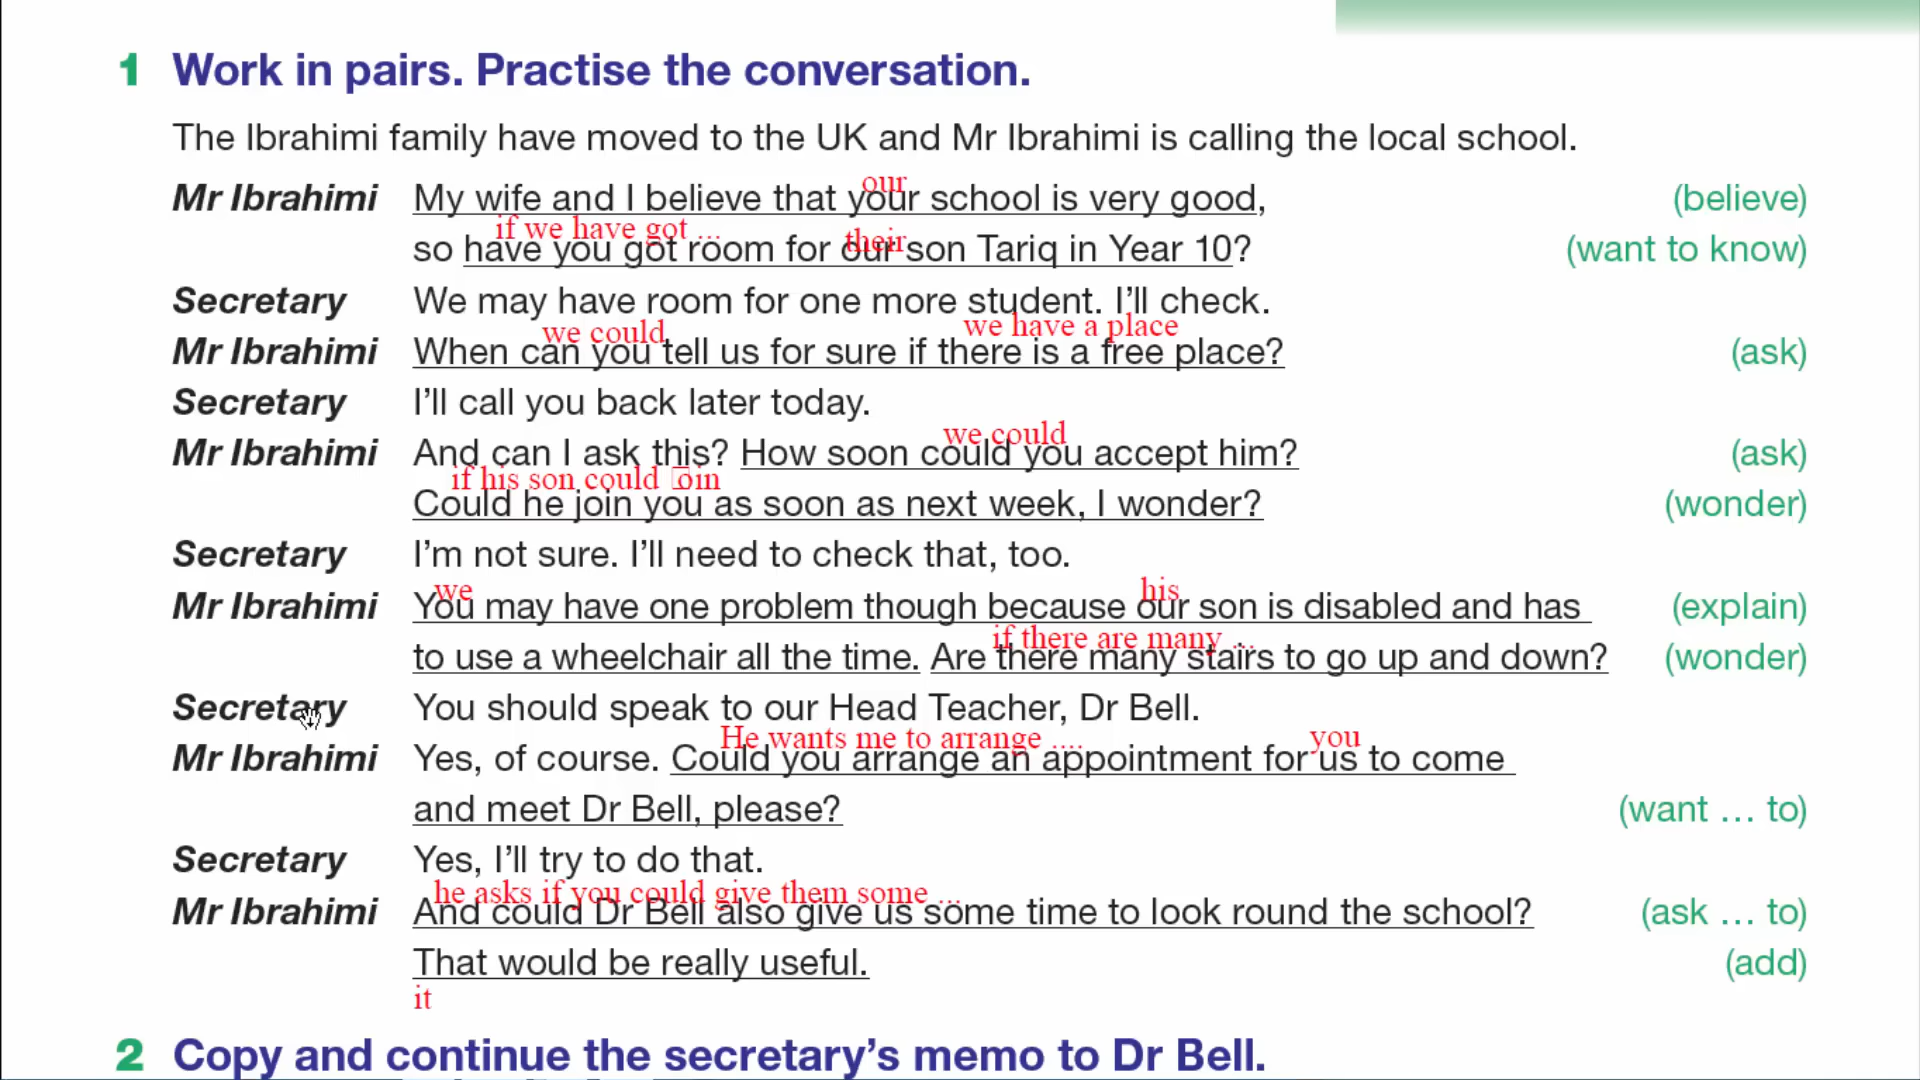 1 Work in pairs. Practise the conversation.
The Ibrahimi family have moved to the UK and Mr Ibrahimi is calling the local school.
our
Mr Ibrahimi My wife and I believe that your school is very good, (believe)
if we have got ... their
so have you got room for our son Tariq in Year 10? (want to know)
Secretary We may have room for one more student. I'll check.
we could we have a place
Mr Ibrahimi When can you tell us for sure if there is a free place? (ask)
Secretary I'll call you back later today.
we could
Mr Ibrahimi And can I ask this? How soon could you accept him? (ask)
if his son could oin
Could he join you as soon as next week, I wonder? (wonder)
Secretary I'm not sure. I'll need to check that, too.
we his
Mr Ibrahimi You may have one problem though because our son is disabled and has (explain)
if there are many ...
to use a wheelchair all the time. Are there many stairs to go up and down? (wonder)
Secretary You should speak to our Head Teacher, Dr Bell.
He wants me to arrange .... you
Mr Ibrahimi Yes, of course. Could you arrange an appointment for us to come
and meet Dr Bell, please? (want … to)
Secretary Yes, I'll try to do that.
he asks if you could give them some ...
Mr Ibrahimi And could Dr Bell also give us some time to look round the school? (ask … to)
That would be really useful. (add)
it
2 Copy and continue the secretary's memo to Dr Bell.